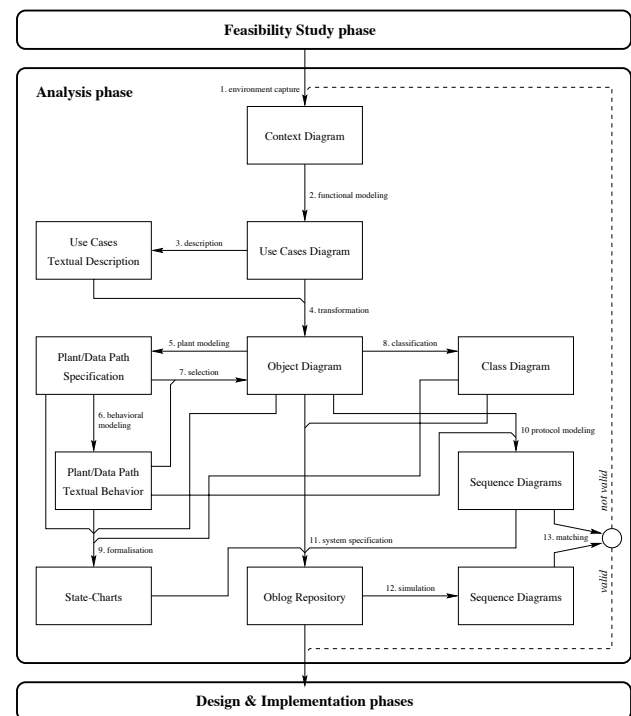 Feasibility Study phase
Analysis phase
1. environment capture
Context Diagram
2. functional modeling
Use Cases
Textual Description
3. description
Use Cases Diagram
4. transformation
Plant/Data Path
Specification
5. plant modeling
7. selection
Object Diagram
8. classification
Class Diagram
6. behavioral
modeling
10 protocol modeling
Plant/Data Path
Textual Behavior
Sequence Diagrams
not valid
9. formalisation
11. system specification
13. matching
valid
State-Charts
Oblog Repository
12. simulation
Sequence Diagrams
Design & Implementation phases